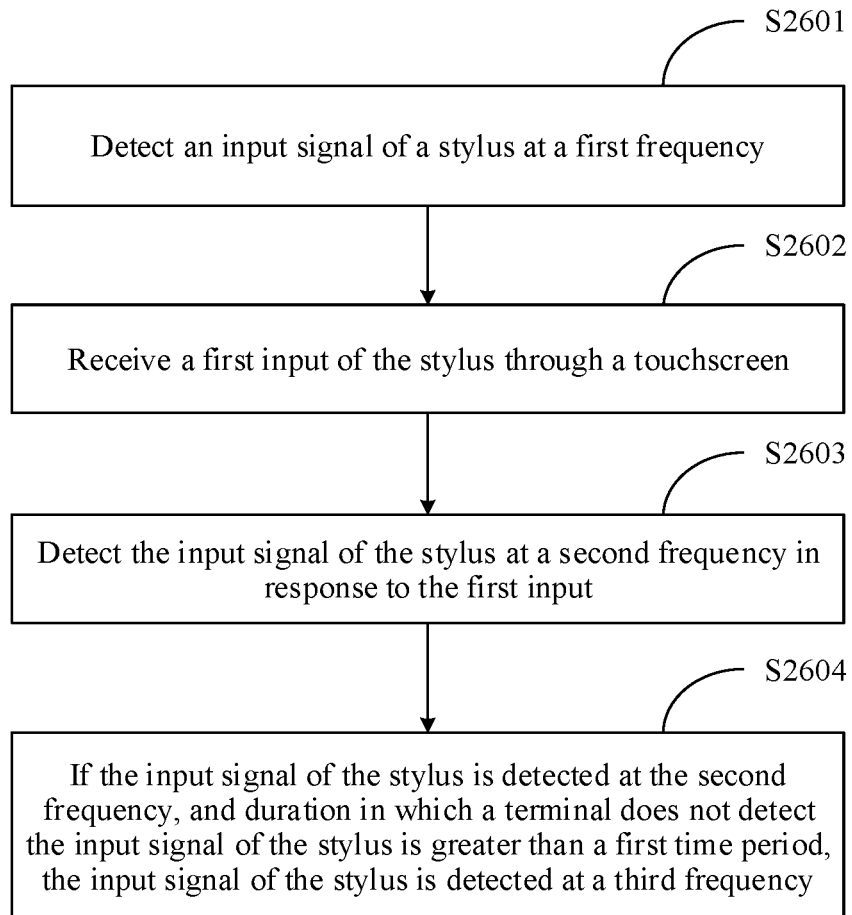 S2601
Detect an input signal of a stylus at a first frequency
S2602
Receive a first input of the stylus through a touchscreen
S2603
Detect the input signal of the stylus at a second frequency in
response to the first input
S2604
If the input signal of the stylus is detected at the second
frequency, and duration in which a terminal does not detect
the input signal of the stylus is greater than a first time period,
the input signal of the stylus is detected at a third frequency